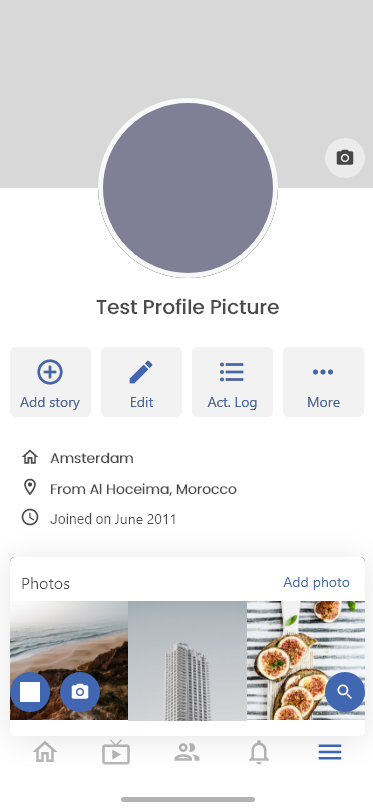 Test Profile Picture
Add story
Edit
Act. Log
More
Amsterdam
From Al Hoceima, Morocco
Joined on June 2011
Photos
Add photo